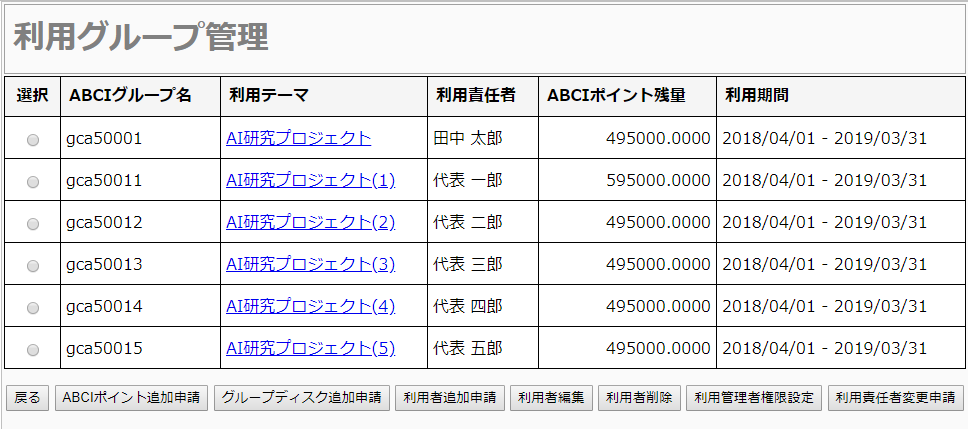 利用グループ管理
選択 ABCIグループ名 利用テーマ 利用責任者 ABCIポイント残量 利用期間
gca50001 AI研究プロジェクト 田中 太郎 495000.0000 2018/04/01 - 2019/03/31
gca50011 AI研究プロジェクト(1) 代表 一郎 595000.0000 2018/04/01 - 2019/03/31
gca50012 AI研究プロジェクト(2) 代表 二郎 495000.0000 2018/04/01 - 2019/03/31
gca50013 AI研究プロジェクト(3) 代表 三郎 495000.0000 2018/04/01 - 2019/03/31
gca50014 AI研究プロジェクト(4) 代表 四郎 495000.0000 2018/04/01 - 2019/03/31
gca50015 AI研究プロジェクト(5) 代表 五郎 495000.0000 2018/04/01 - 2019/03/31
戻る ABCIポイント追加申請 グループディスク追加申請 利用者追加申請 利用者編集 利用者削除 利用管理者権限設定 利用責任者変更申請